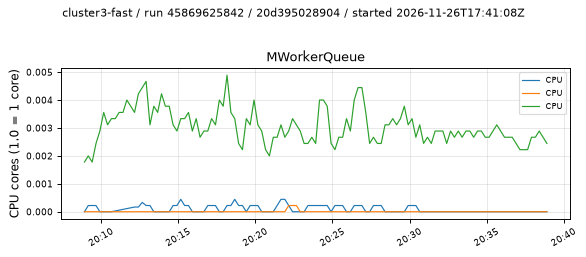 cluster3-fast / run 45869625842 / 20d395028904 / started 2026-11-26T17:41:08Z
MWorkerQueue
CPU cores (1.0 = 1 core)
0.005
0.004
0.003
0.002
0.001
0.000
CPU
CPU
CPU
20:10
20:15
20:20
20:25
20:30
20:35
20:40